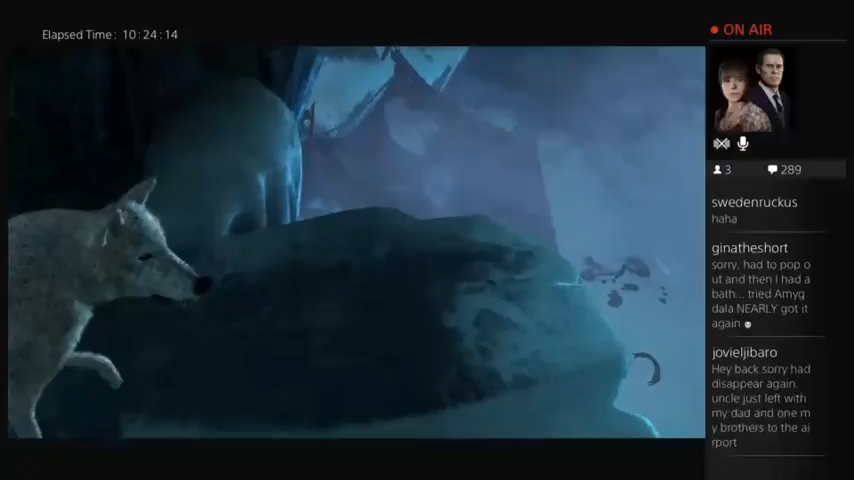 Elapsed Time: 10:24:14
ON AIR
3 289
swedenruckus
haha
ginatheshort
sorry, had to pop o
ut and then I had a
bath... tried Amyg
dala NEARLY got it
again
jovieljibaro
Hey back sorry had
disappear again.
uncle just left with
my dad and one m
y brothers to the ai
rport